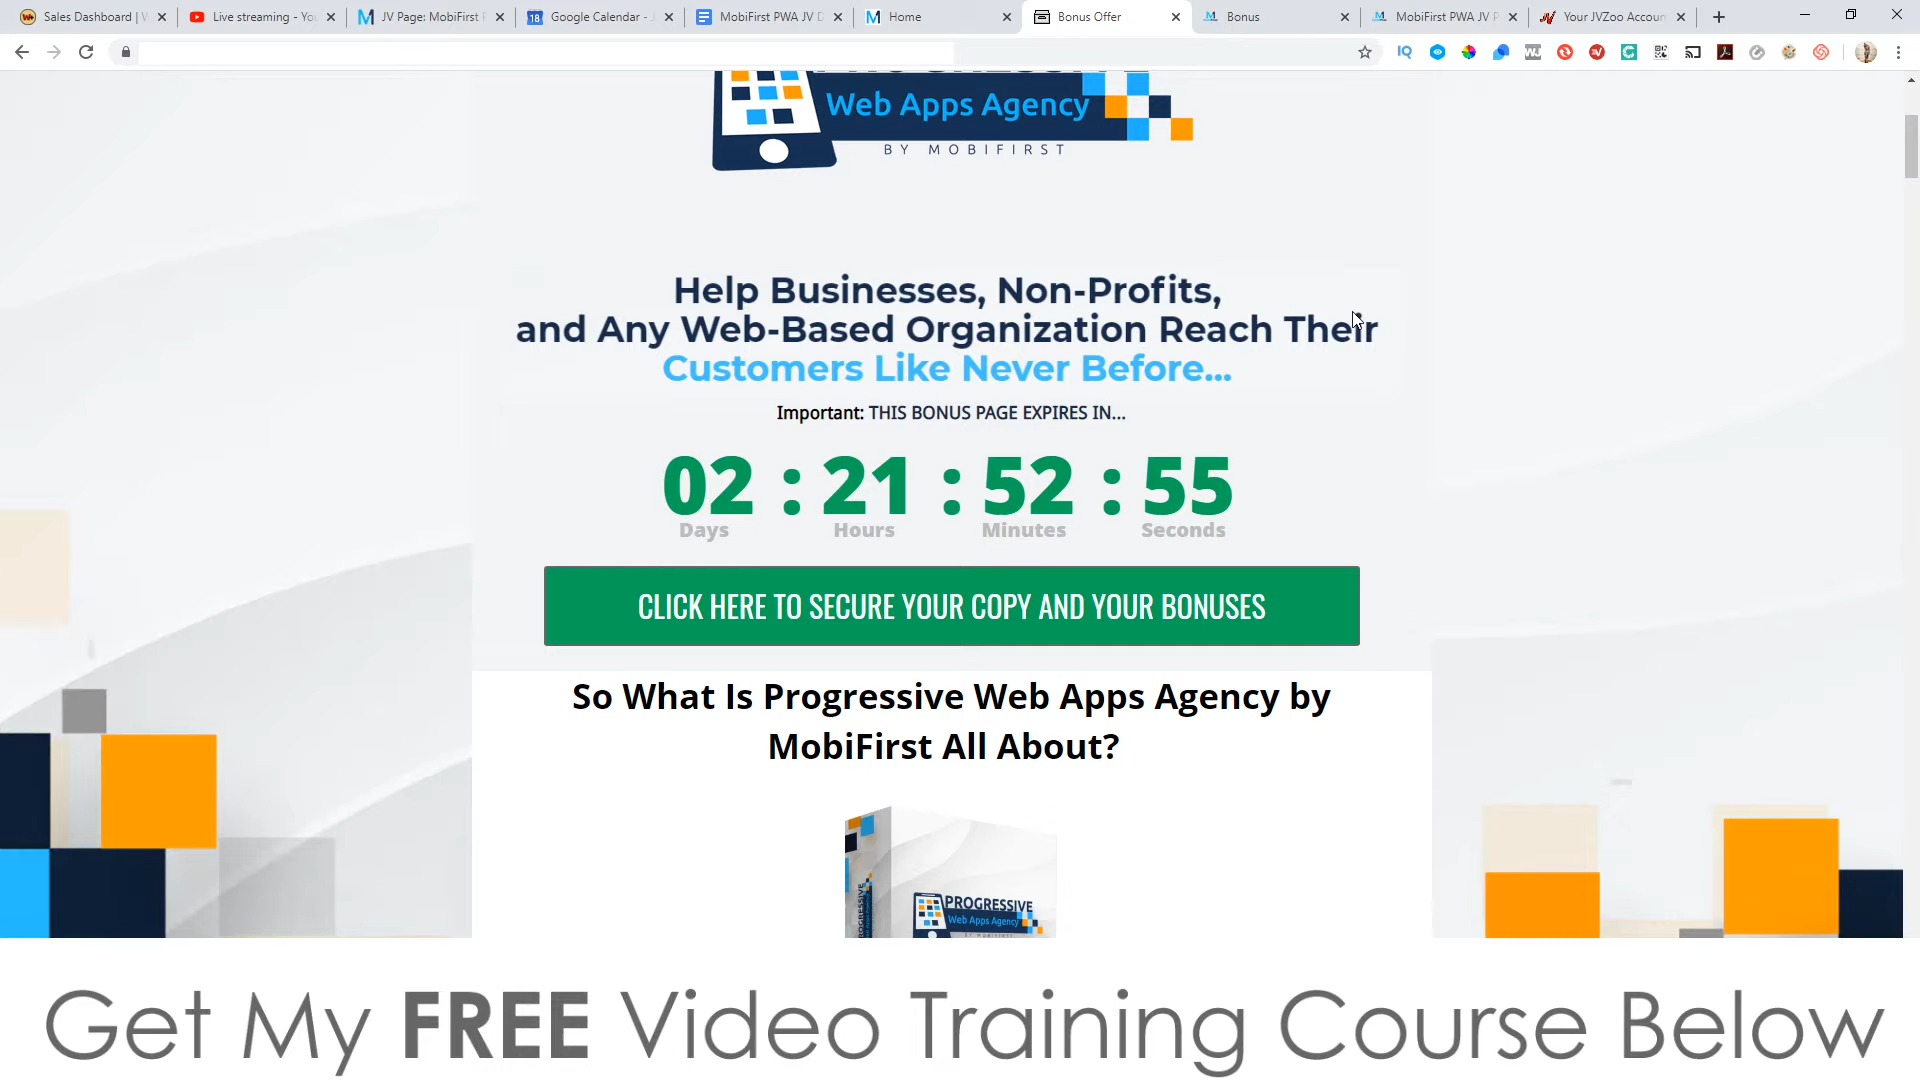 Sales Dashboard | W
Live streaming - You
JV Page: MobiFirst P
Google Calendar - J
MobiFirst PWA JV D
Home
Bonus Offer
Bonus
MobiFirst PWA JV P
Your JVZoo Accoun
Web Apps Agency
BY MOBIFIRST
Help Businesses, Non-Profits,
and Any Web-Based Organization Reach Their
Customers Like Never Before...
Important: THIS BONUS PAGE EXPIRES IN...
02 : 21 : 52 : 55
Days Hours Minutes Seconds
CLICK HERE TO SECURE YOUR COPY AND YOUR BONUSES
So What Is Progressive Web Apps Agency by
MobiFirst All About?
PROGRESSIVE
Web Apps Agency
Get My FREE Video Training Course Below